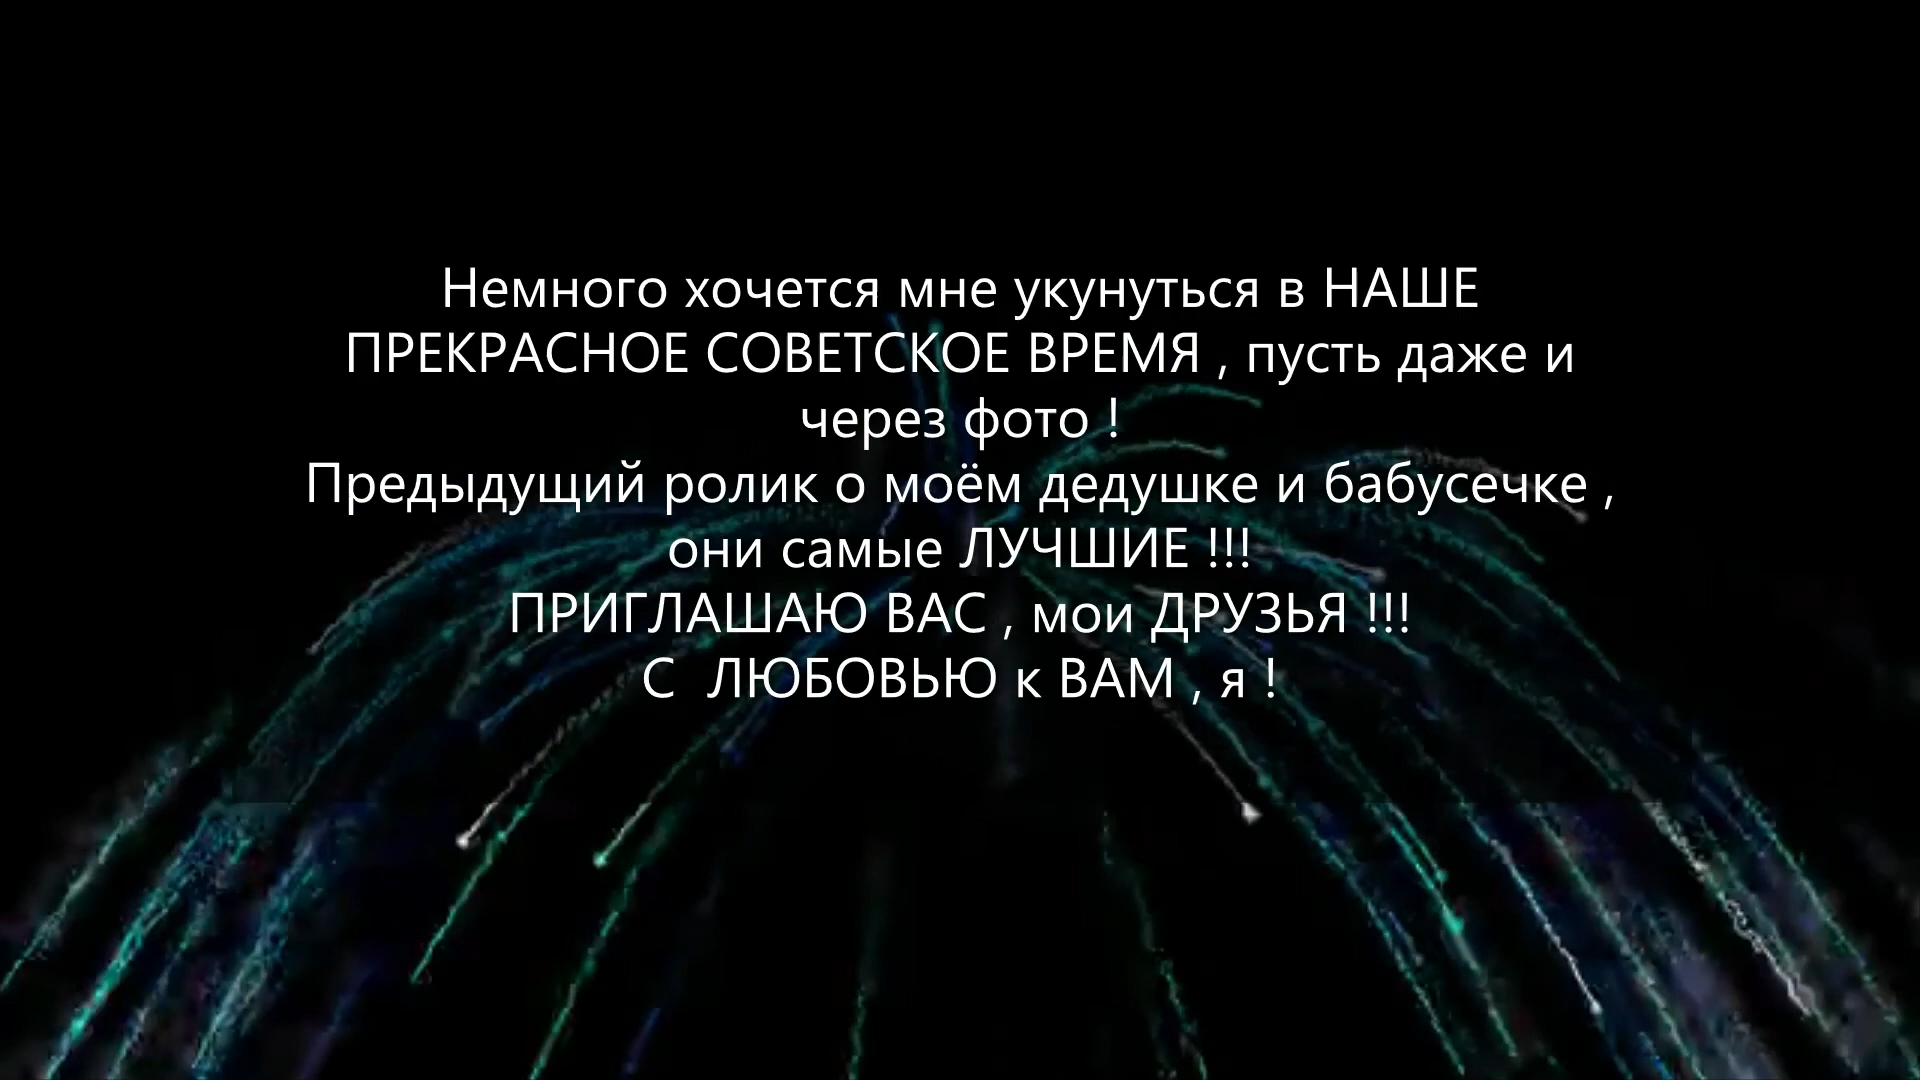 Немного хочется мне укунуться в НАШЕ
ПРЕКРАСНОЕ СОВЕТСКОЕ ВРЕМЯ , пусть даже и
через фото !
Предыдущий ролик о моём дедушке и бабусечке ,
они самые ЛУЧШИЕ !!!
ПРИГЛАШАЮ ВАС , мои ДРУЗЬЯ !!!
С  ЛЮБОВЬЮ к ВАМ , я !